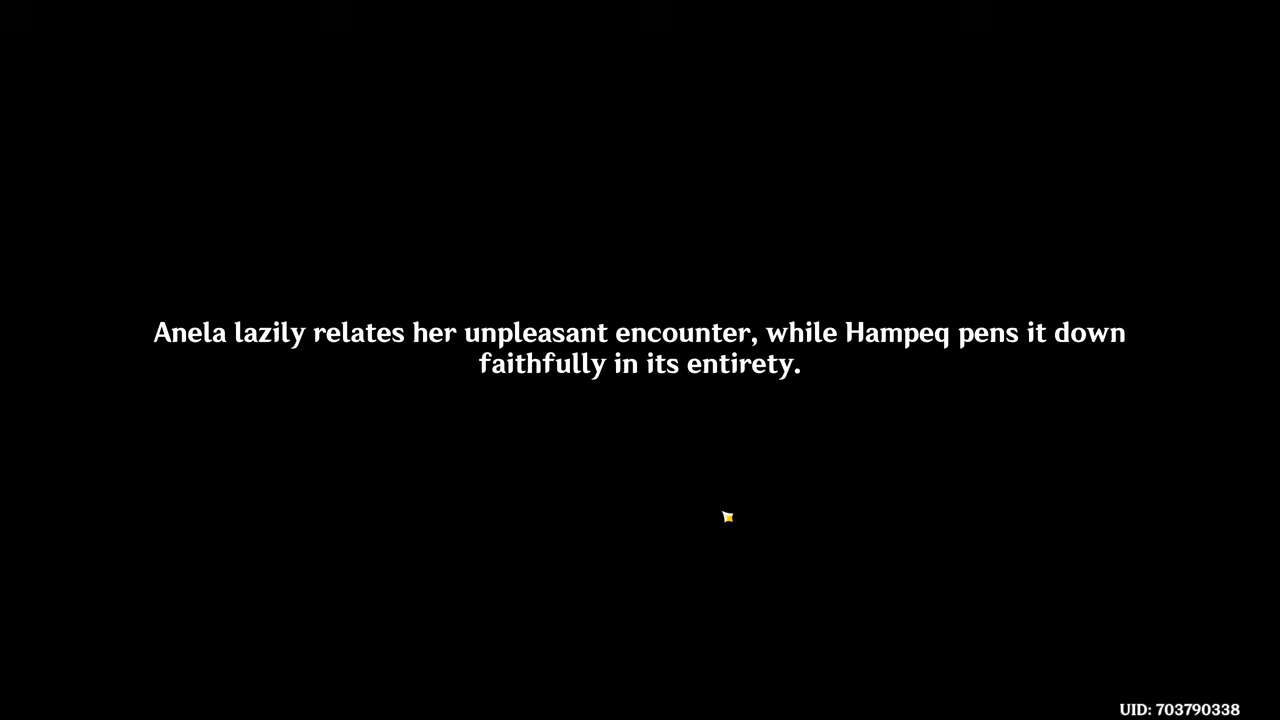 Anela lazily relates her unpleasant encounter, while Hampeq pens it down
faithfully in its entirety.
UID: 703790338